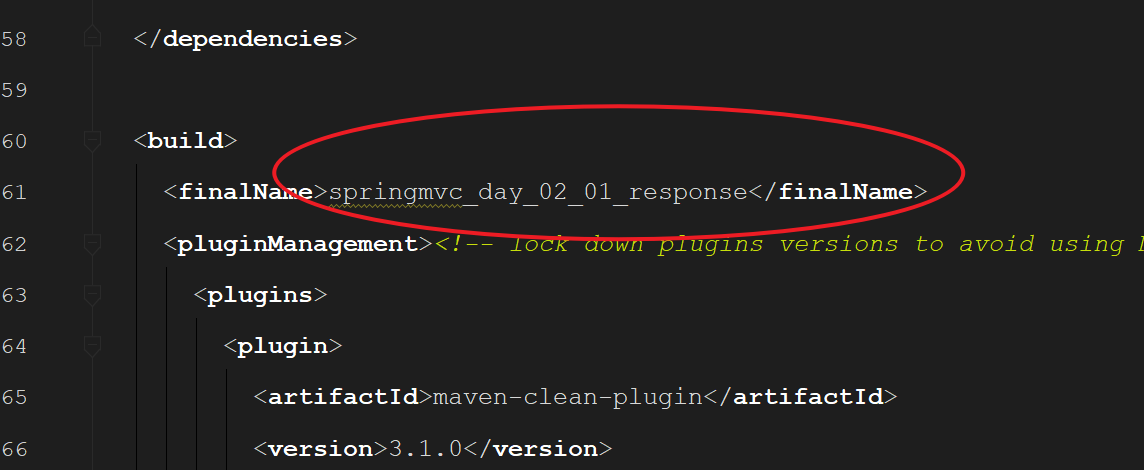 58 </dependencies>
59
60 <build>
61 <finalName>springmvc_day_02_01_response</finalName>
62 <pluginManagement><!-- lock down plugins versions to avoid using
63 <plugins>
64 <plugin>
65 <artifactId>maven-clean-plugin</artifactId>
66 <version>3.1.0</version>